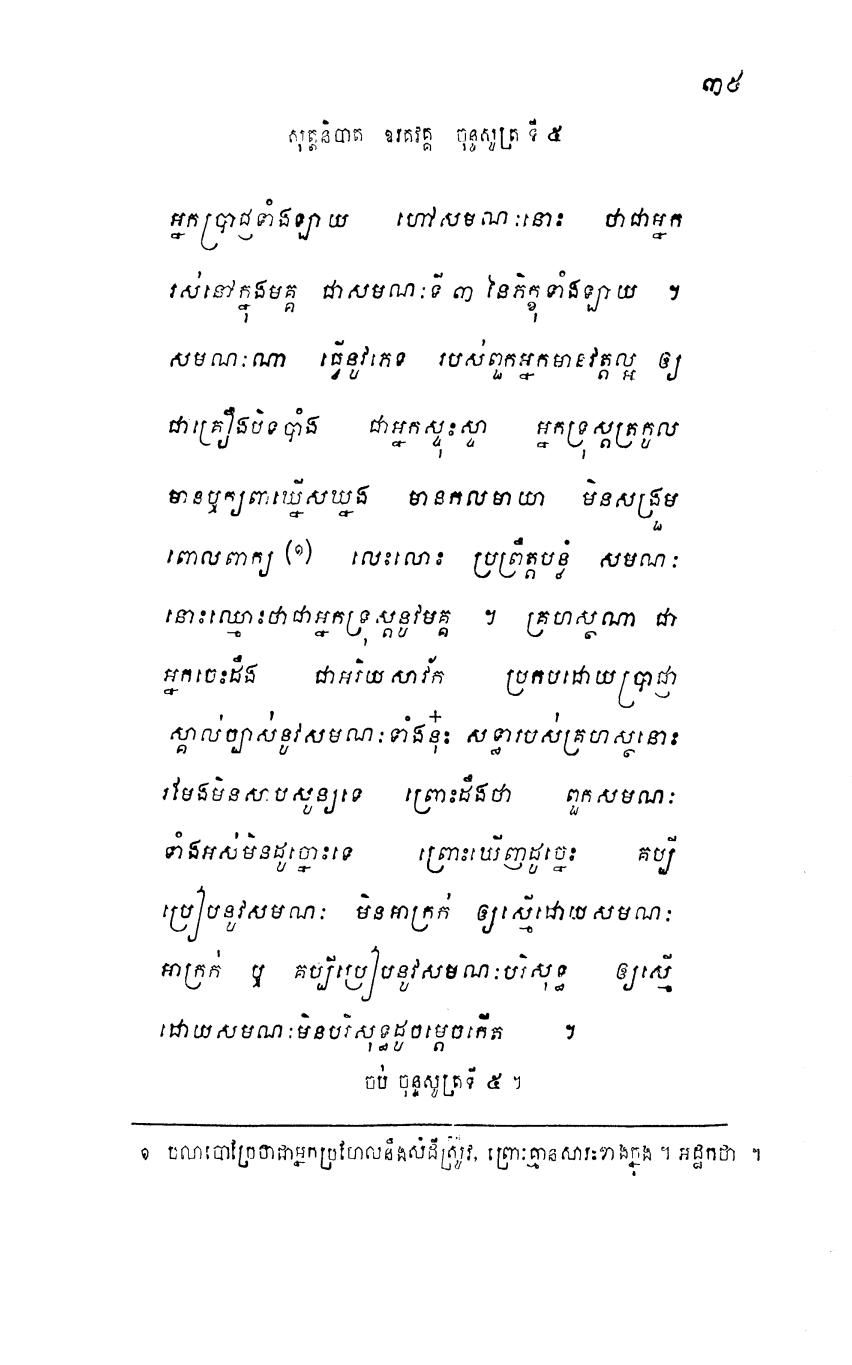 ៣៥
សុត្តនិបាត ឧរគវគ្គ ចុន្ទសូត្រ ទី ៥
អ្នកប្រាជ្ញទាំងឡាយ ហៅសមណៈនោះ ថាជាអ្នក
រស់នៅក្នុងមគ្គ ជាសមណៈទី ៣ នៃភិក្ខុទាំងឡាយ ។
សមណៈណា ធ្វើនូវភេទ របស់ពួកអ្នកមានវត្តល្អ ឲ្យ
ជាគ្រឿងបិទបាំង ជាអ្នកស្ទុះស្ទា អ្នកទ្រុស្តត្រកូល
មានឫក្សពាឃ្នើសឃ្នង មានកលមាយា មិនសង្រួម
ពោលពាក្យ (១) លេះលោះ ប្រព្រឹត្តបន្លំ សមណៈ
នោះឈ្មោះថាជាអ្នកទ្រុស្តនូវមគ្គ ។ គ្រហស្ថណា ជា
អ្នកចេះដឹង ជាអរិយសាវ័ក ប្រកបដោយប្រាជ្ញា
ស្គាល់ច្បាស់នូវសមណៈទាំងនុ៎ះ សទ្ធារបស់គ្រហស្ថនោះ
រមែងមិនសាបសូន្យទេ ព្រោះដឹងថា ពួកសមណៈ
ទាំងអស់មិនដូច្នោះទេ ព្រោះឃើញដូច្នេះ គប្បី
ប្រៀបនូវសមណៈ មិនអាក្រក់ ឲ្យស្មើដោយសមណៈ
អាក្រក់ ឬ គប្បីប្រៀបនូវសមណៈបរិសុទ្ធ ឲ្យស្មើ
ដោយសមណៈមិនបរិសុទ្ធដូចម្តេចកើត ។
ចប់ ចុន្ទសូត្រទី ៥ ។
១ បណបោប្រែថាជាអ្នកប្រហែលនឹងសំដីស្រូវ, ព្រោះគ្មានសារះខាងក្នុង ។ អដ្ឋកថា ។